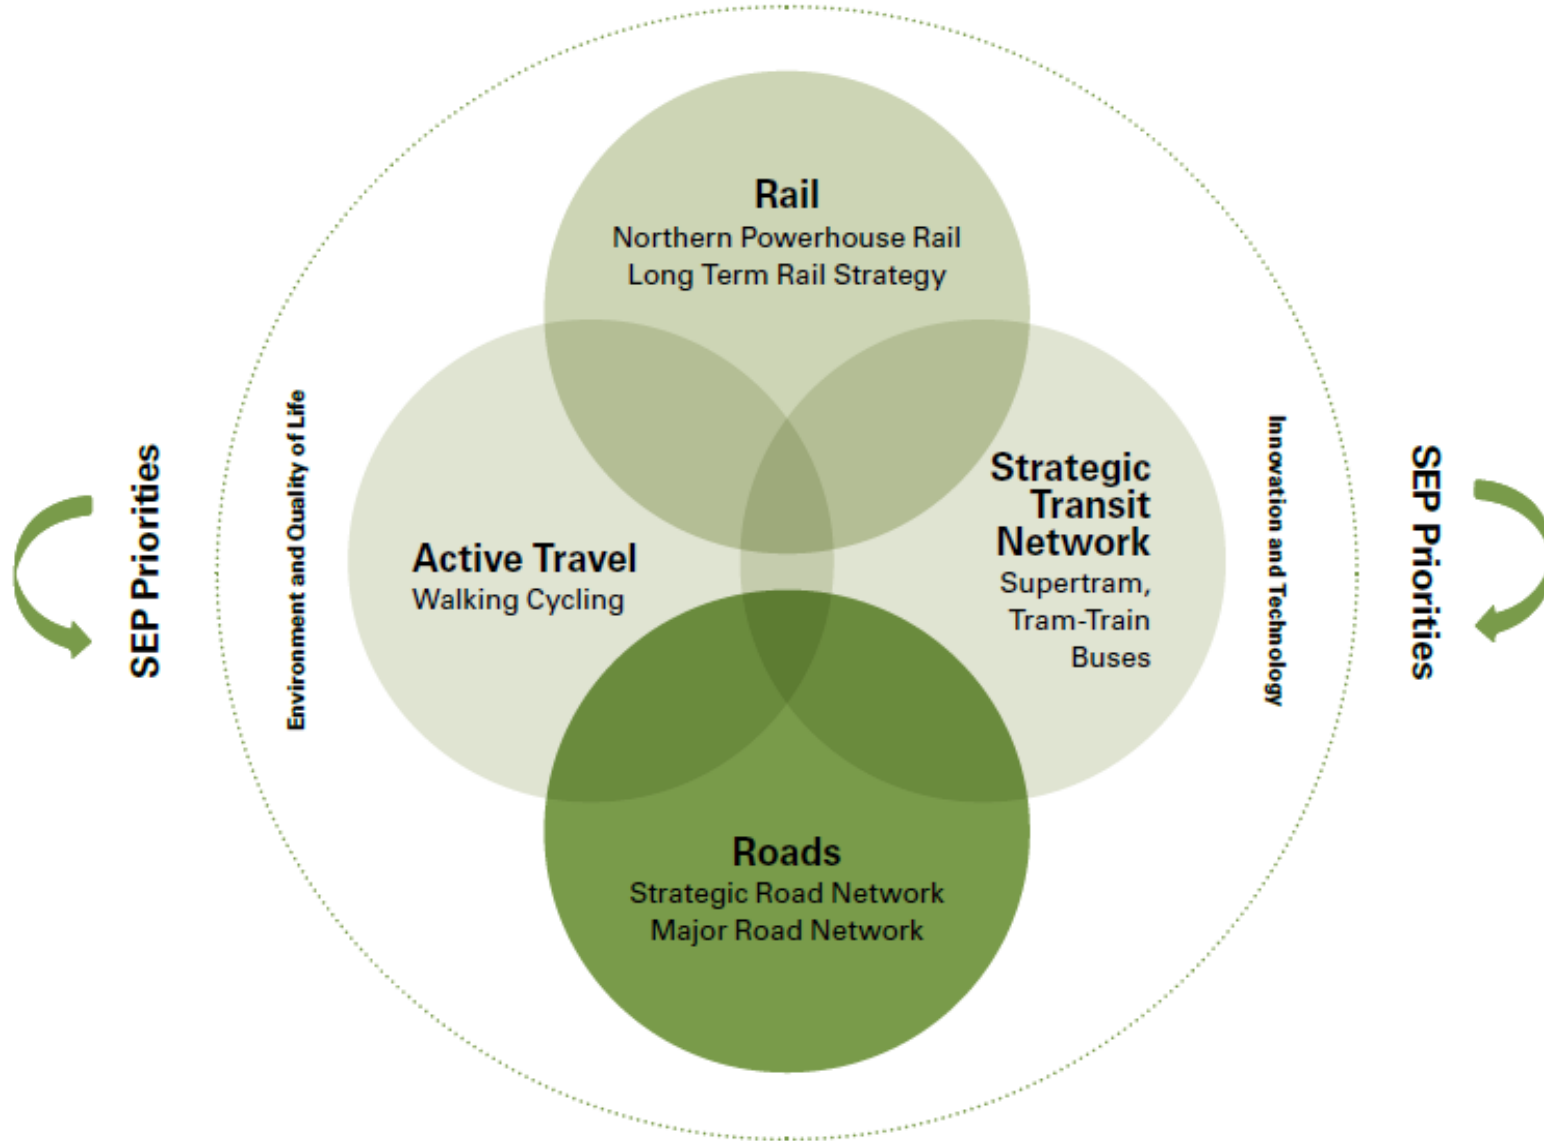 Rail
Northern Powerhouse Rail
Long Term Rail Strategy
SEP Priorities
Environment and Quality of Life
Active Travel
Walking Cycling
Strategic
Transit
Network
Supertram,
Tram-Train
Buses
Innovation and Technology
SEP Priorities
Roads
Strategic Road Network
Major Road Network